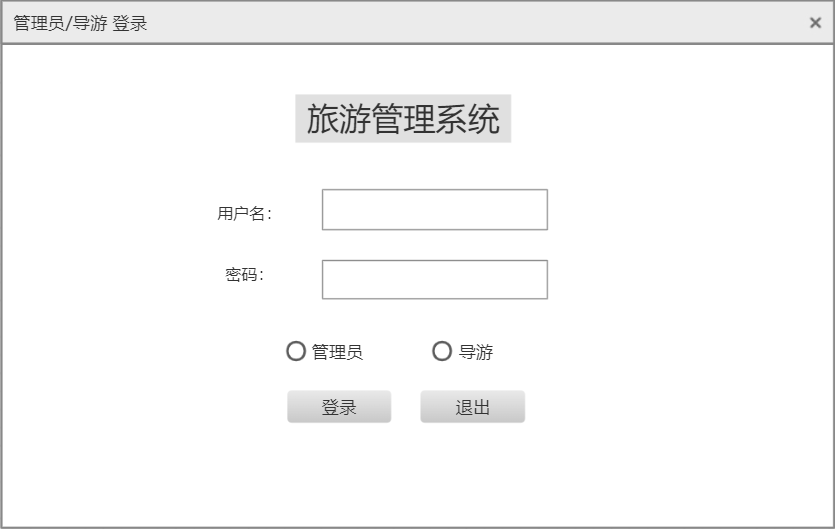 管理员/导游 登录
旅游管理系统
用户名：
密码：
管理员 导游
登录 退出